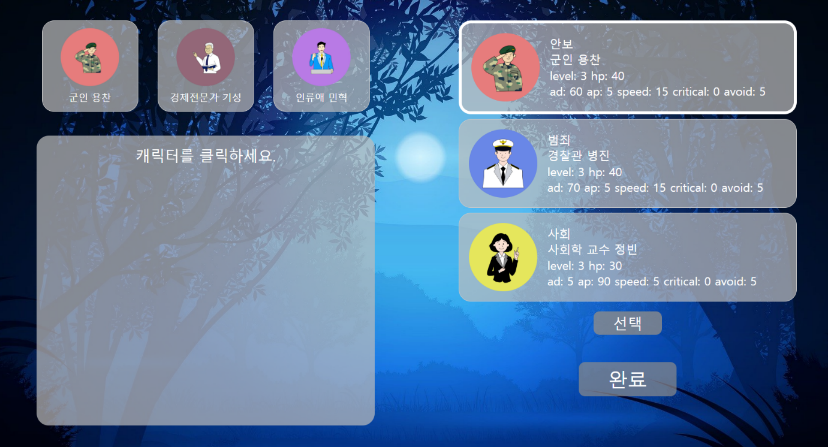 군인 용찬
경제전문가 기성
인류애 민혁
캐릭터를 클릭하세요.
안보
군인 용찬
level: 3 hp: 40
ad: 60 ap: 5 speed: 15 critical: 0 avoid: 5
범죄
경찰관 병진
level: 3 hp: 40
ad: 70 ap: 5 speed: 15 critical: 0 avoid: 5
사회
사회학 교수 정빈
level: 3 hp: 30
ad: 5 ap: 90 speed: 5 critical: 0 avoid: 5
선택
완료